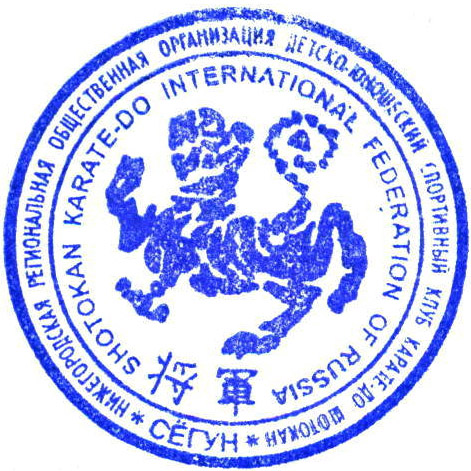 НИЖЕГОРОДСКАЯ РЕГИОНАЛЬНАЯ ОБЩЕСТВЕННАЯ ОРГАНИЗАЦИЯ ДЕТСКО-ЮНОШЕСКИЙ СПОРТИВНЫЙ КЛУБ КАРАТЕ-ДО ШОТОКАН
SHOTOKAN KARATE-DO INTERNATIONAL FEDERATION OF RUSSIA
将軍
* СЁГУН *